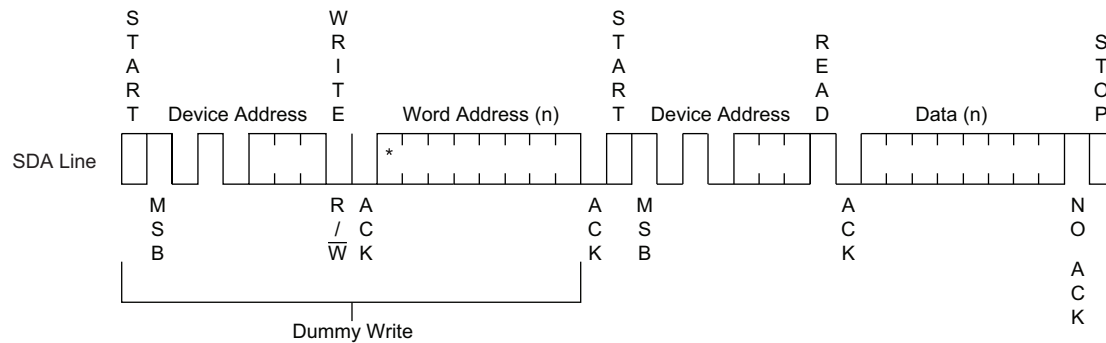 START
WRITE
START
READ
STOP
Device Address
Word Address (n)
Device Address
Data (n)
SDA Line
*
MSB
R/W
ACK
ACK
MSB
ACK
NO ACK
Dummy Write